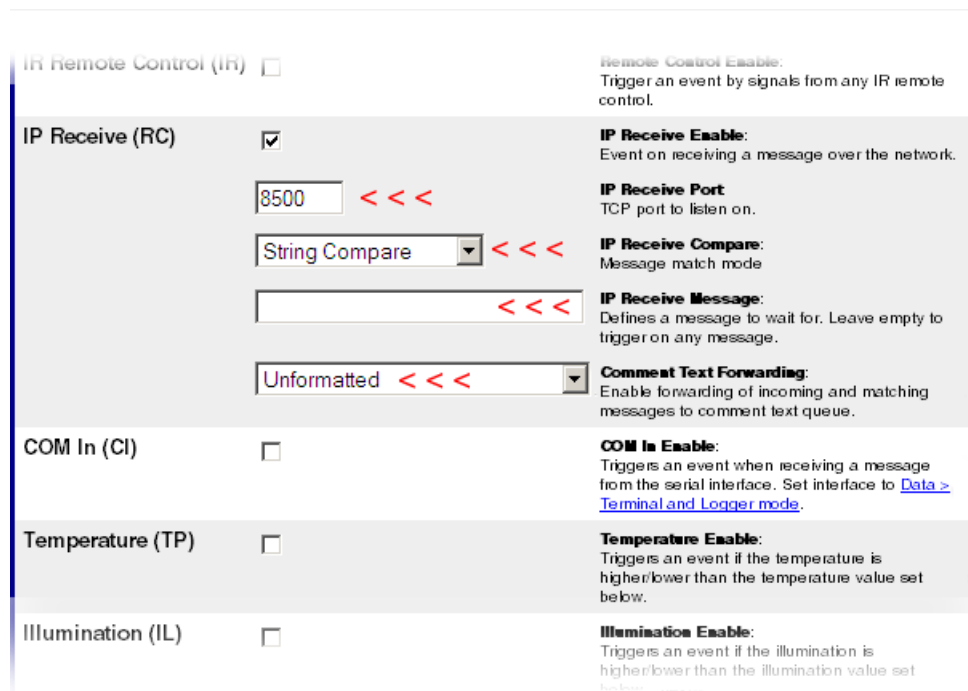 IR Remote Control (IR)
Remote Control Enable:
Trigger an event by signals from any IR remote
control.
IP Receive (RC)
IP Receive Enable:
Event on receiving a message over the network.
8500 < < <
IP Receive Port
TCP port to listen on.
String Compare < < <
IP Receive Compare:
Message match mode
< < <
IP Receive Message:
Defines a message to wait for. Leave empty to
trigger on any message.
Unformatted < < <
Comment Text Forwarding:
Enable forwarding of incoming and matching
messages to comment text queue.
COM In (CI)
COM In Enable:
Triggers an event when receiving a message
from the serial interface. Set interface to Data >
Terminal and Logger mode.
Temperature (TP)
Temperature Enable:
Triggers an event if the temperature is
higher/lower than the temperature value set
below.
Illumination (IL)
Illumination Enable:
Triggers an event if the illumination is
higher/lower than the illumination value set